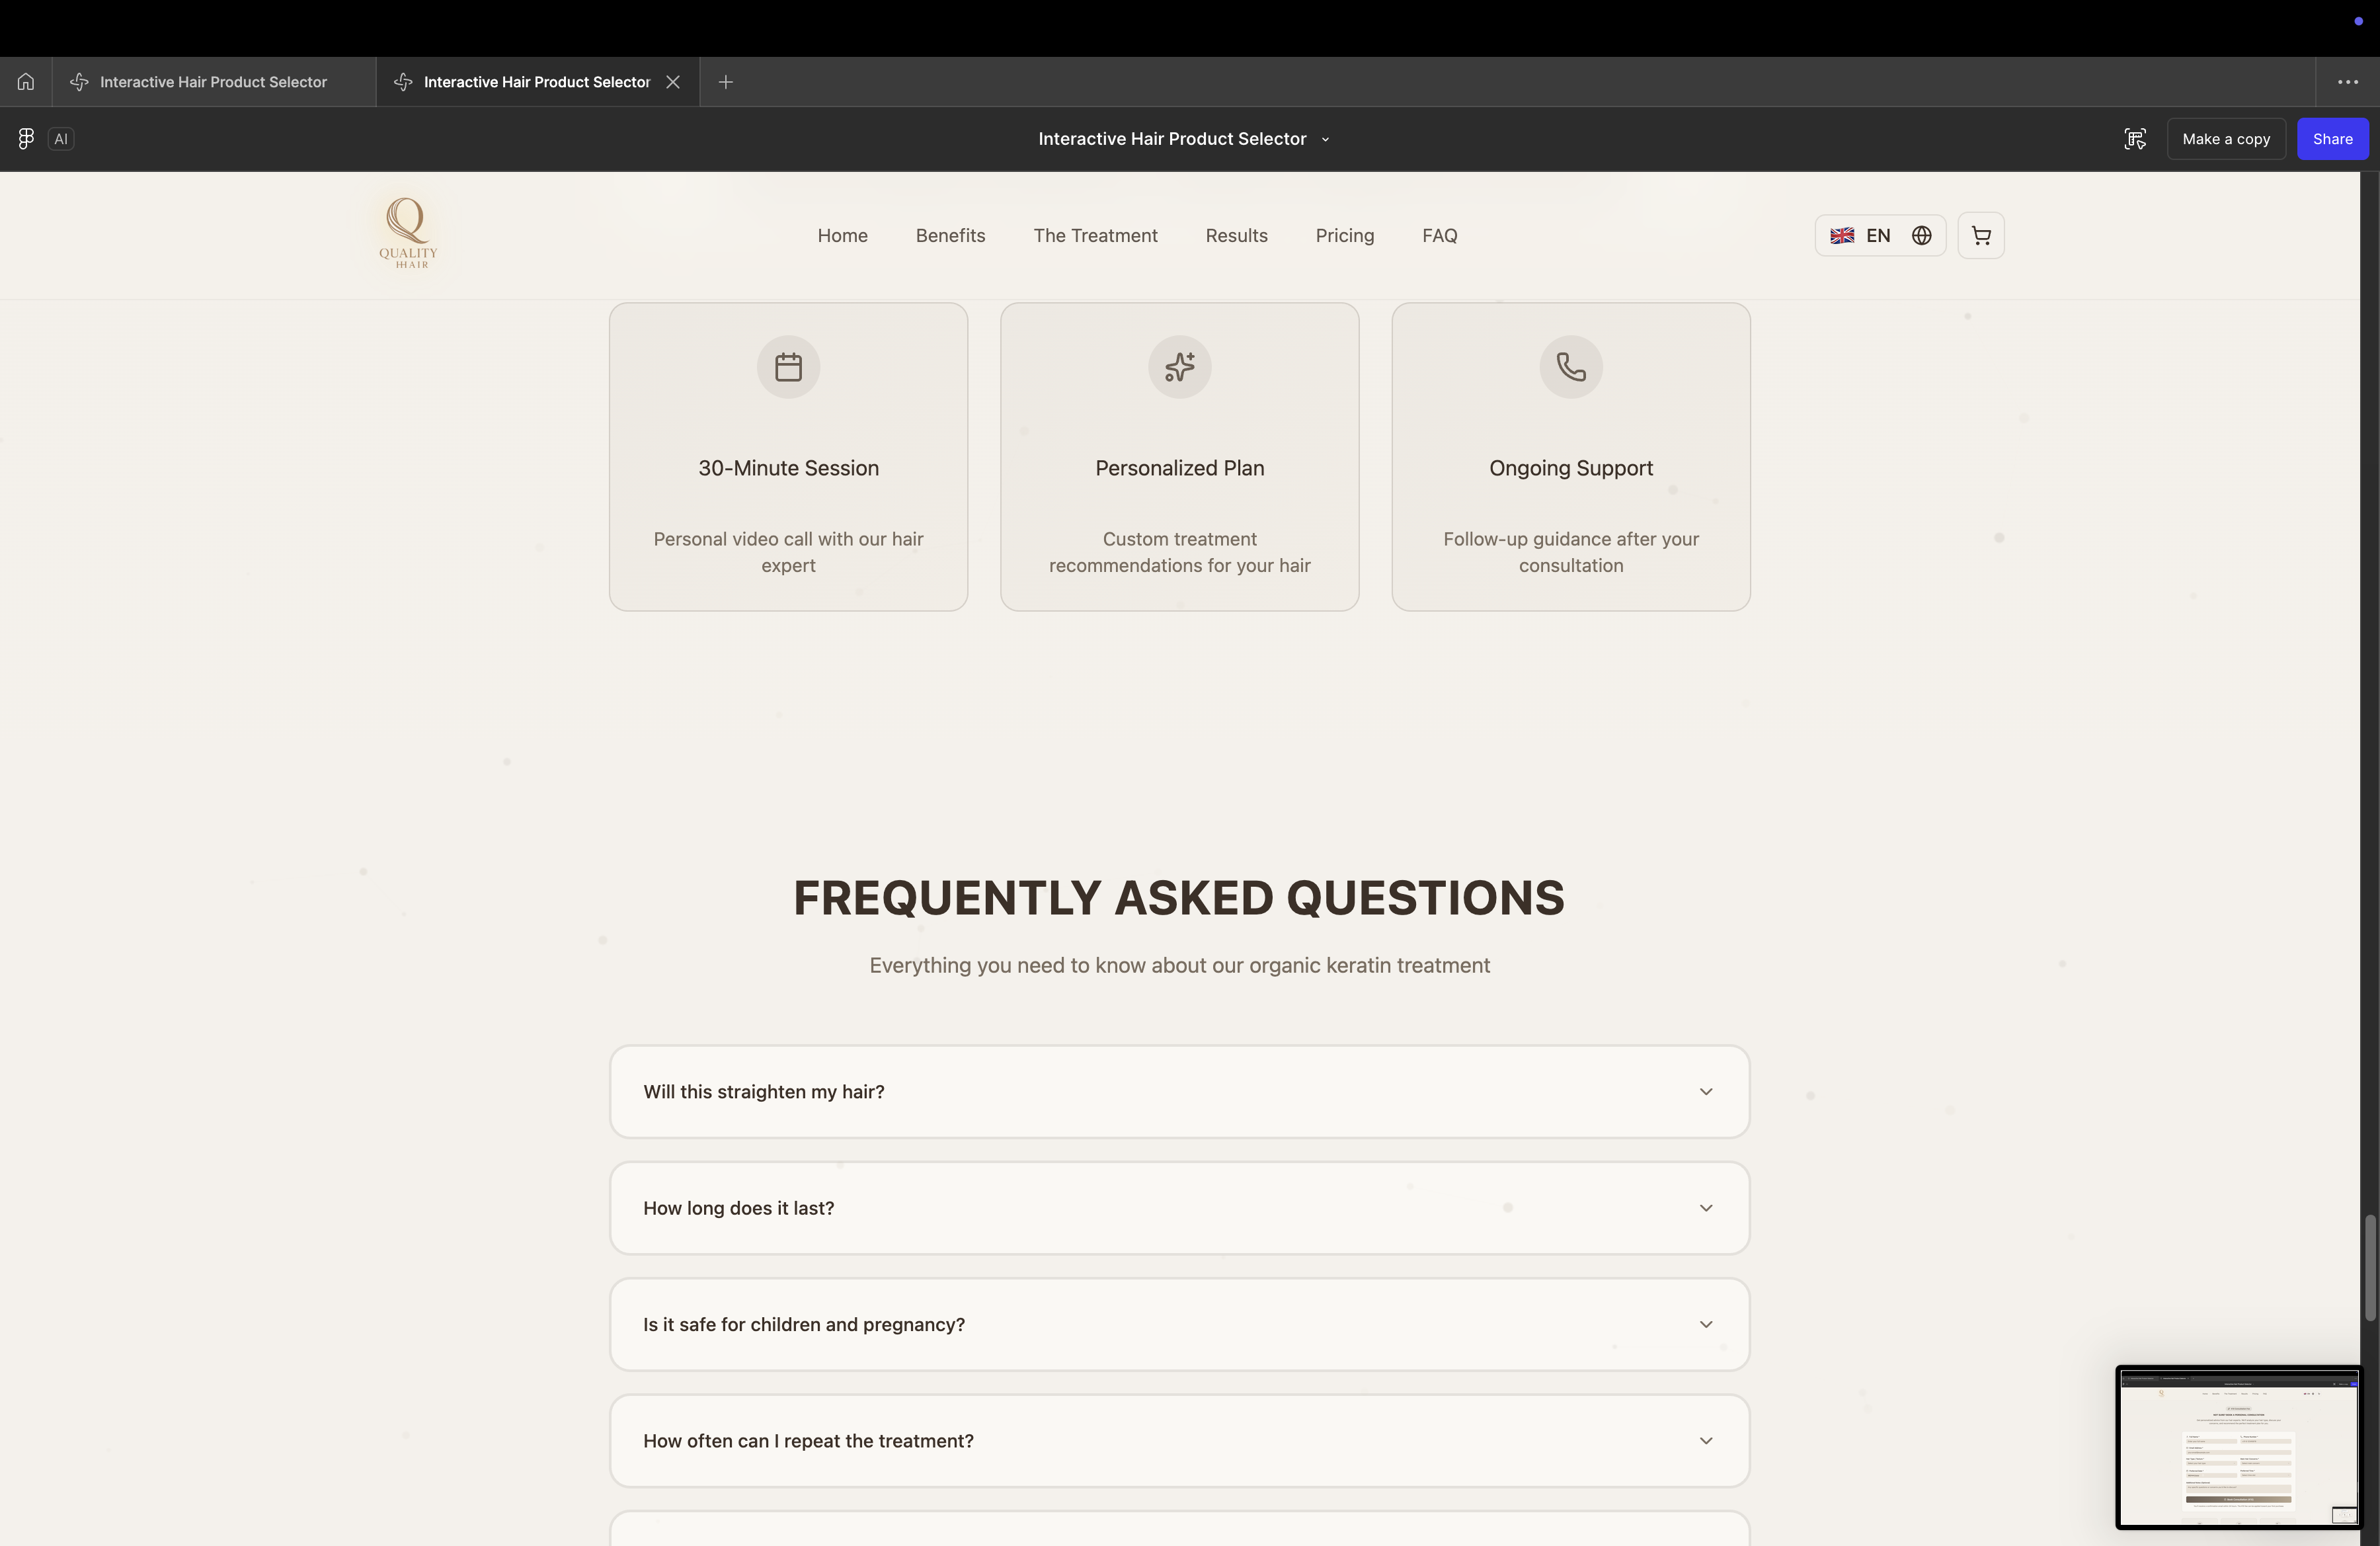 Interactive Hair Product Selector
Interactive Hair Product Selector
AI
Interactive Hair Product Selector
Make a copy
Share
QUALITY
HHAIR
Home
Benefits
The Treatment
Results
Pricing
FAQ
EN
30-Minute Session
Personal video call with our hair
expert
Personalized Plan
Custom treatment
recommendations for your hair
Ongoing Support
Follow-up guidance after your
consultation
FREQUENTLY ASKED QUESTIONS
Everything you need to know about our organic keratin treatment
Will this straighten my hair?
How long does it last?
Is it safe for children and pregnancy?
How often can I repeat the treatment?